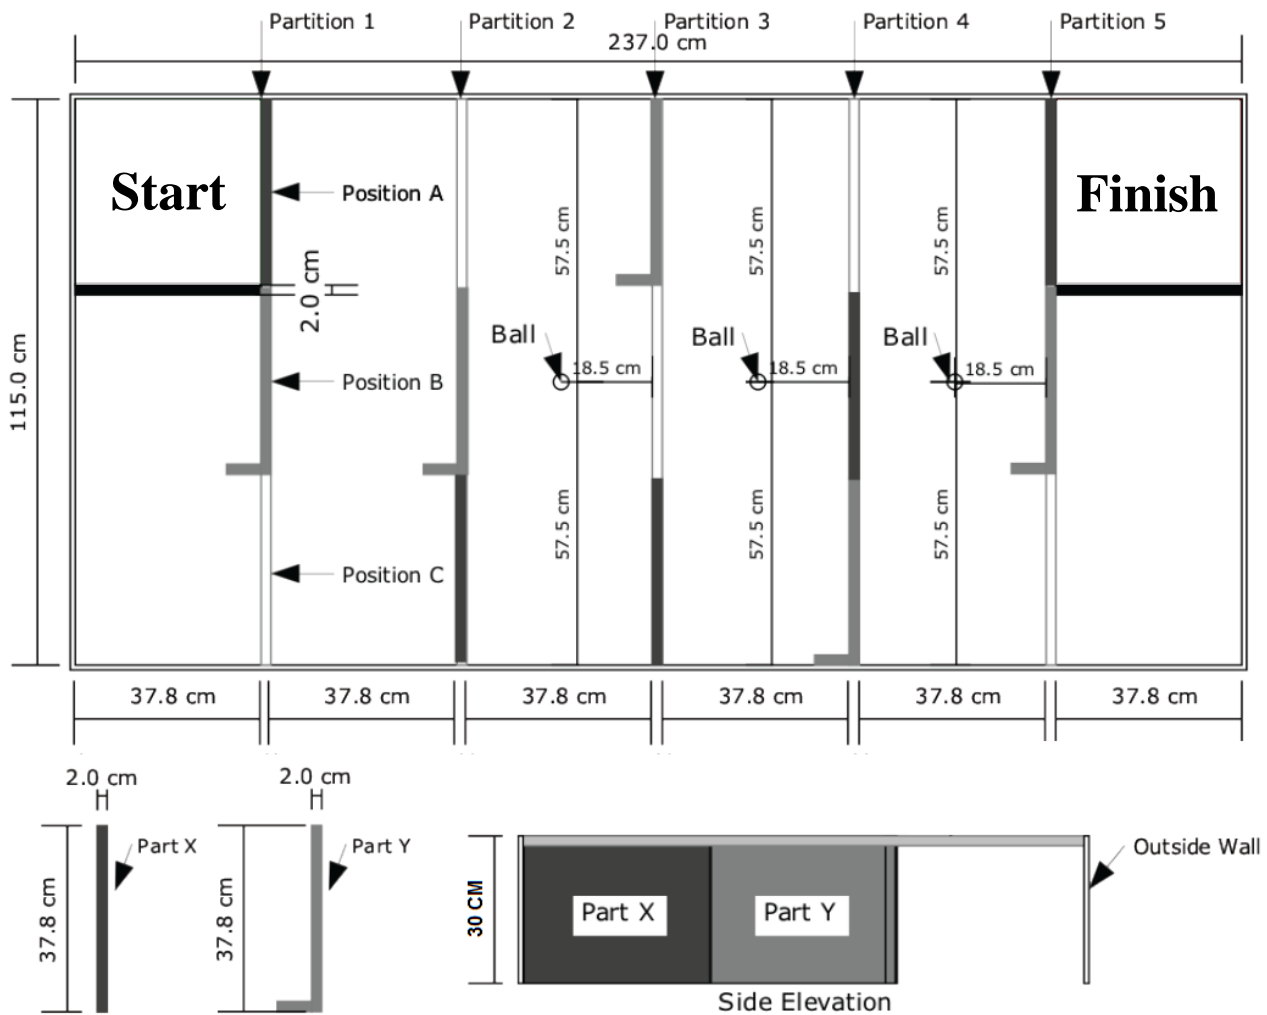 Partition 1
Partition 2
Partition 3
Partition 4
Partition 5
237.0 cm
Start
Finish
Position A
57.5 cm
57.5 cm
57.5 cm
2.0 cm
Ball
Ball
Ball
115.0 cm
Position B
18.5 cm
18.5 cm
18.5 cm
57.5 cm
57.5 cm
57.5 cm
Position C
37.8 cm
37.8 cm
37.8 cm
37.8 cm
37.8 cm
37.8 cm
2.0 cm
2.0 cm
Part X
Part Y
Outside Wall
37.8 cm
37.8 cm
30 CM
Part X
Part Y
Side Elevation